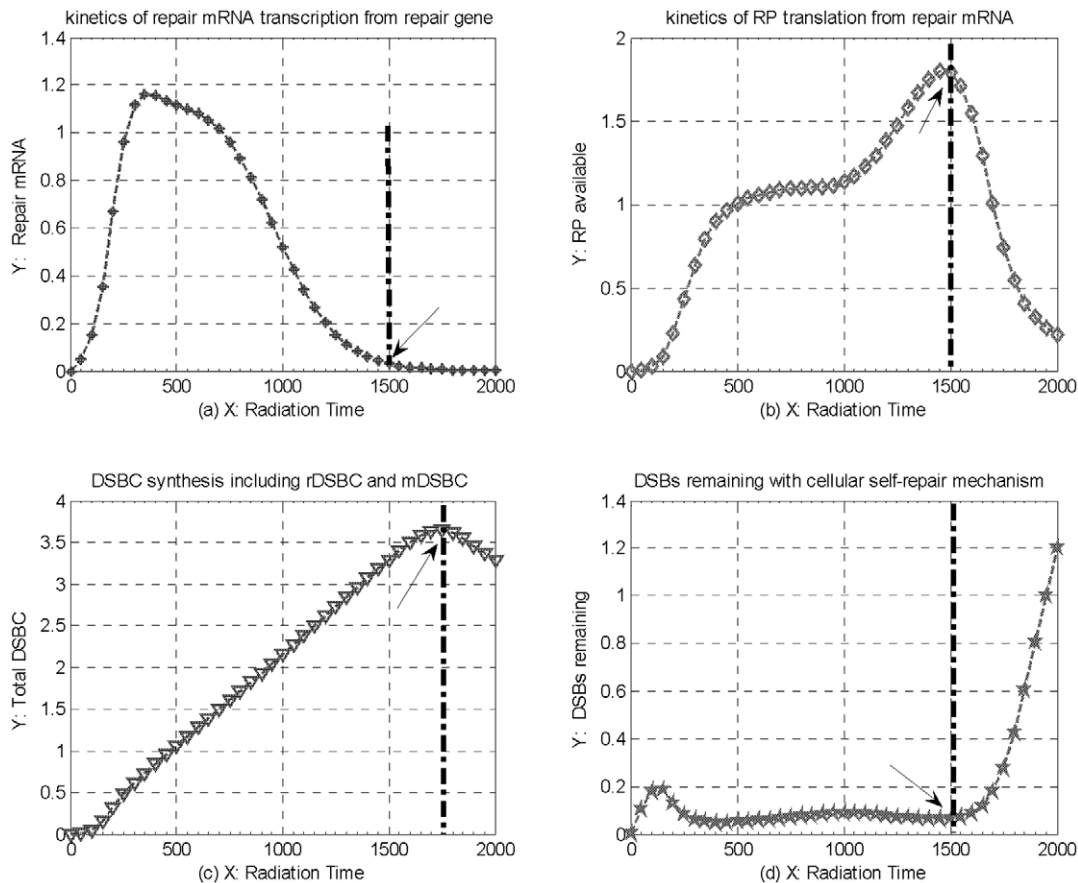 kinetics of repair mRNA transcription from repair gene
1.4
1.2
1
0.8
0.6
0.4
0.2
0
Y: Repair mRNA
0 500 1000 1500 2000
(a) X: Radiation Time
kinetics of RP translation from repair mRNA
2
1.5
1
0.5
0
Y: RP available
0 500 1000 1500 2000
(b) X: Radiation Time
DSBC synthesis including rDSBC and mDSBC
4
3.5
3
2.5
2
1.5
1
0.5
0
Y: Total DSBC
0 500 1000 1500 2000
(c) X: Radiation Time
DSBs remaining with cellular self-repair mechanism
1.4
1.2
1
0.8
0.6
0.4
0.2
0
Y: DSBs remaining
0 500 1000 1500 2000
(d) X: Radiation Time